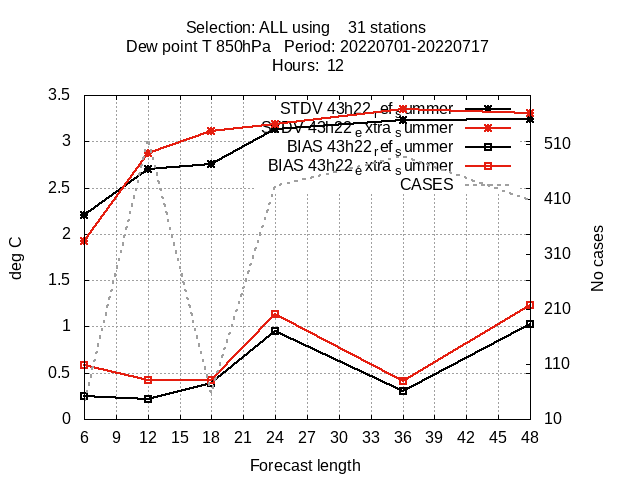 Selection: ALL using 31 stations
Dew point T 850hPa Period: 20220701-20220717
Hours: 12
3.5
3
2.5
2
1.5
1
0.5
0
deg C
STDV 43h22_ref_summer
STDV 43h22_extra_summer
BIAS 43h22_ref_summer
BIAS 43h22_extra_summer
CASES
510
410
310
210
110
10
No cases
6 9 12 15 18 21 24 27 30 33 36 39 42 45 48
Forecast length